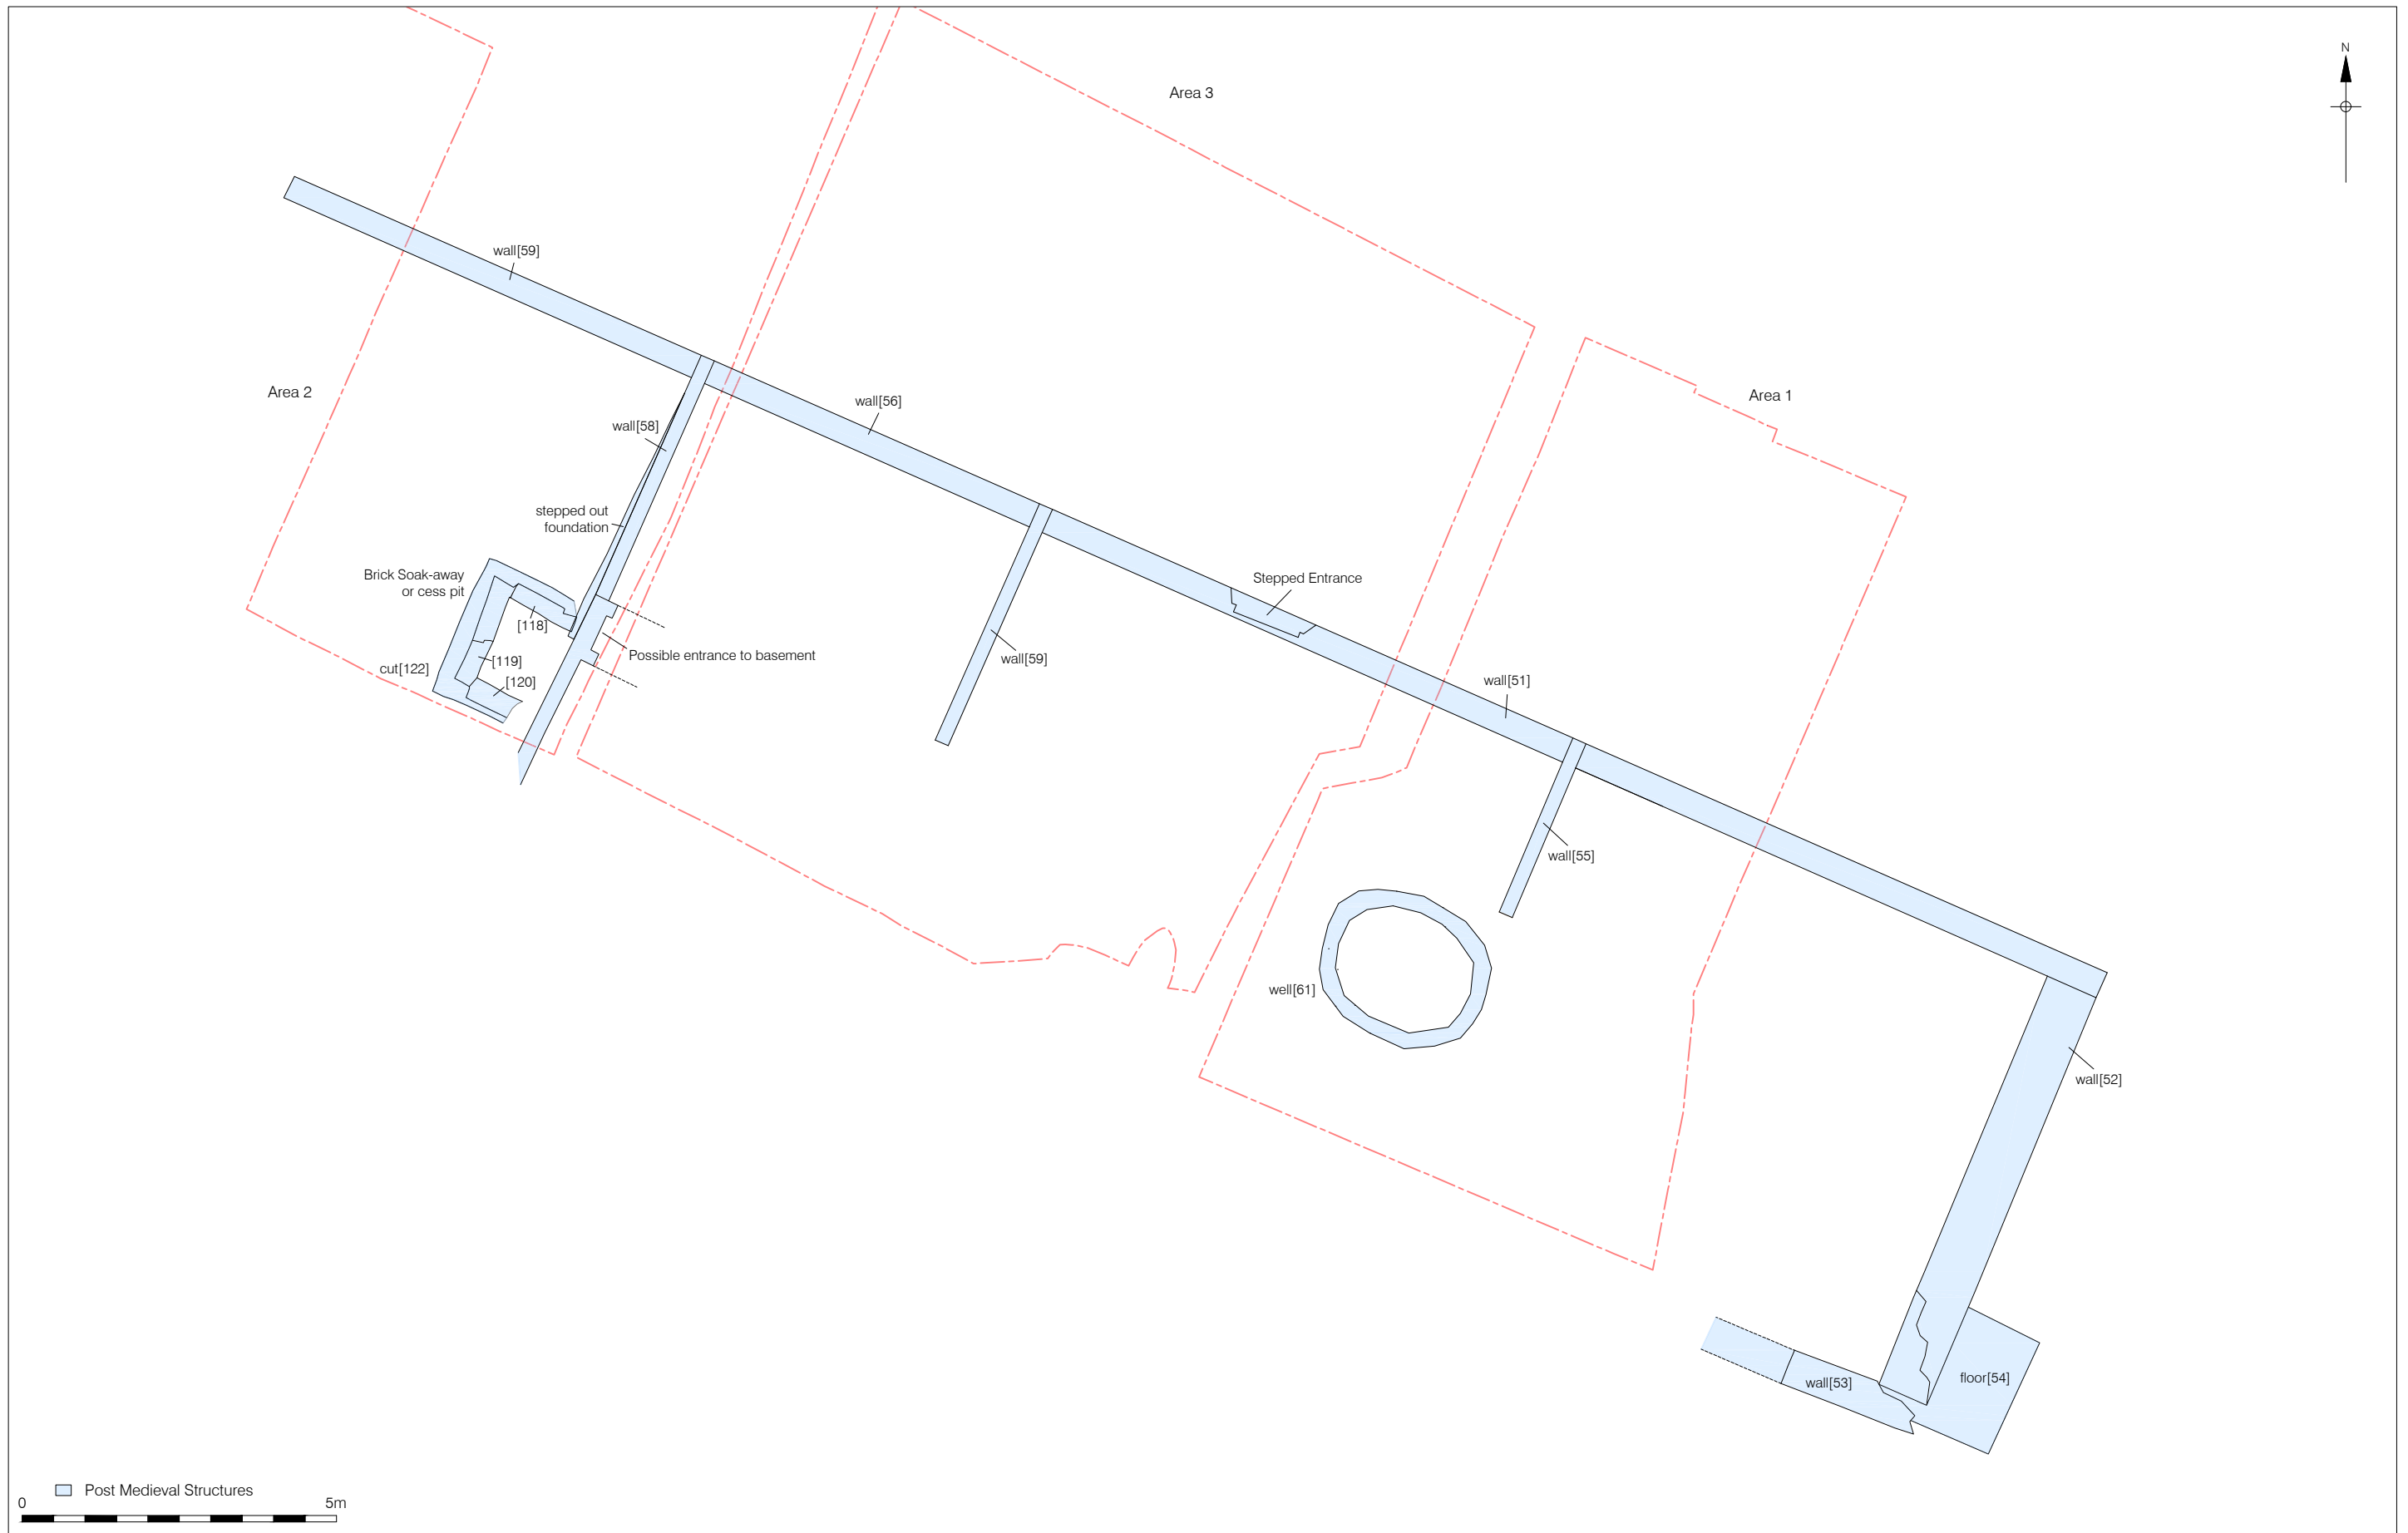 N
Area 3
wall[59]
Area 2
Area 1
wall[56]
wall[58]
stepped out
foundation
Brick Soak-away
or cess pit
Stepped Entrance
[118]
Possible entrance to basement
wall[59]
[119]
cut[122]
[120]
wall[51]
wall[55]
well[61]
wall[52]
wall[53]
floor[54]
Post Medieval Structures
0 5m